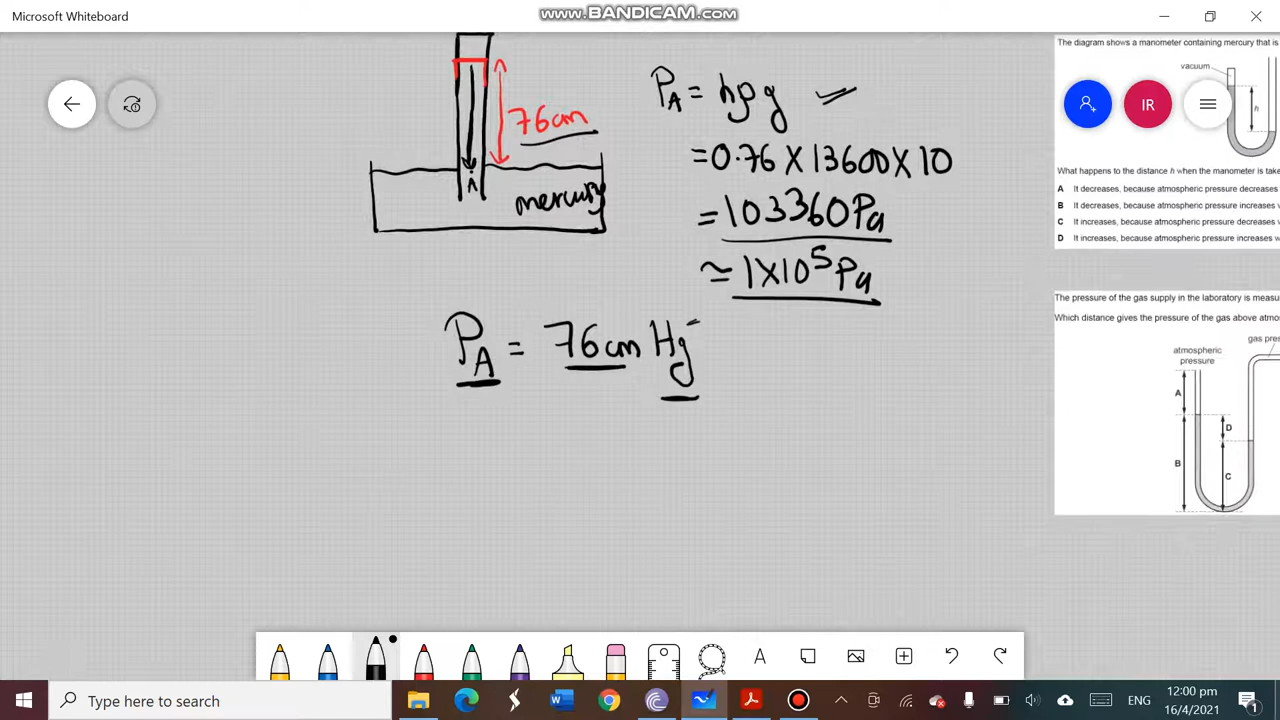 Microsoft Whiteboard
www.BANDICAM.com
76cm
A
mercury
PA = hρg
=0.76 X 13600 X 10
= 103360Pa
≈ 1X10⁵ Pa
PA = 76cm Hg
IR
The diagram shows a manometer containing mercury that is
vacuum
h
What happens to the distance h when the manometer is take
A It decreases, because atmospheric pressure decreases
B It decreases, because atmospheric pressure increases
C It increases, because atmospheric pressure decreases
D It increases, because atmospheric pressure increases
The pressure of the gas supply in the laboratory is measu
Which distance gives the pressure of the gas above atmo
gas pres
atmospheric
pressure
A
D
B
C
A
Type here to search
W
ENG
12:00 pm
16/4/2021
1